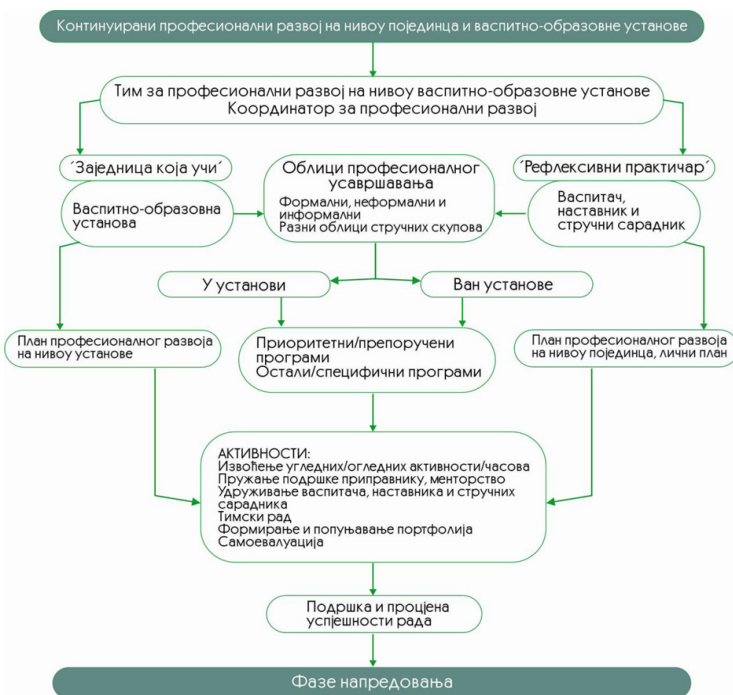 Континуирани професионални развој на нивоу појединца и васпитно-образовне установе
Тим за професионални развој на нивоу васпитно-образовне установе
Координатор за професионални развој
´Заједница која учи´
Облици професионалног
усавршавања
Формални, неформални и
информални
Разни облици стручних скупова
´Рефлексивни практичар´
Васпитно-образовна
установа
Васпитач,
наставник и
стручни сарадник
У установи
Ван установе
План професионалног развоја
на нивоу установе
Приоритетни/препоручени
програми
Остали/специфични програми
План професионалног развоја
на нивоу појединца, лични план
АКТИВНОСТИ:
Извођење угледних/огледних активности/часова
Пружање подршке приправнику, менторство
Удруживање васпитача, наставника и стручних
сарадника
Тимски рад
Формирање и попуњавање портфолија
Самоевалуација
Подршка и процјена
успјешности рада
Фазе напредовања